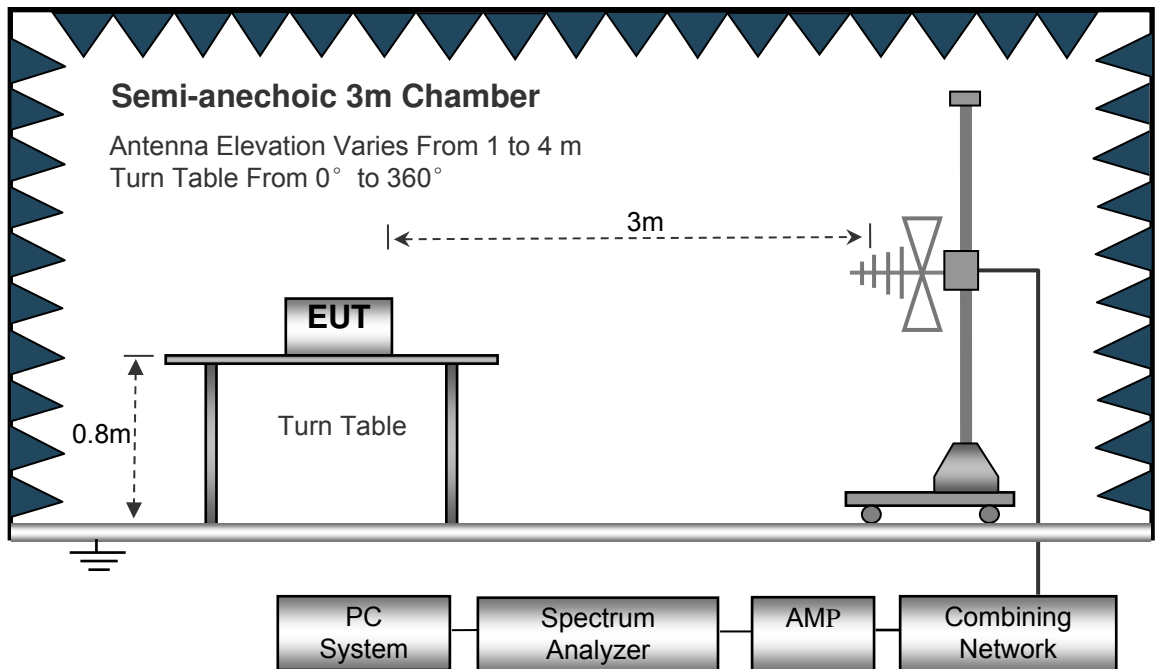 Semi-anechoic 3m Chamber
Antenna Elevation Varies From 1 to 4 m
Turn Table From 0° to 360°
3m
EUT
0.8m
Turn Table
PC
System
Spectrum
Analyzer
AMP
Combining
Network